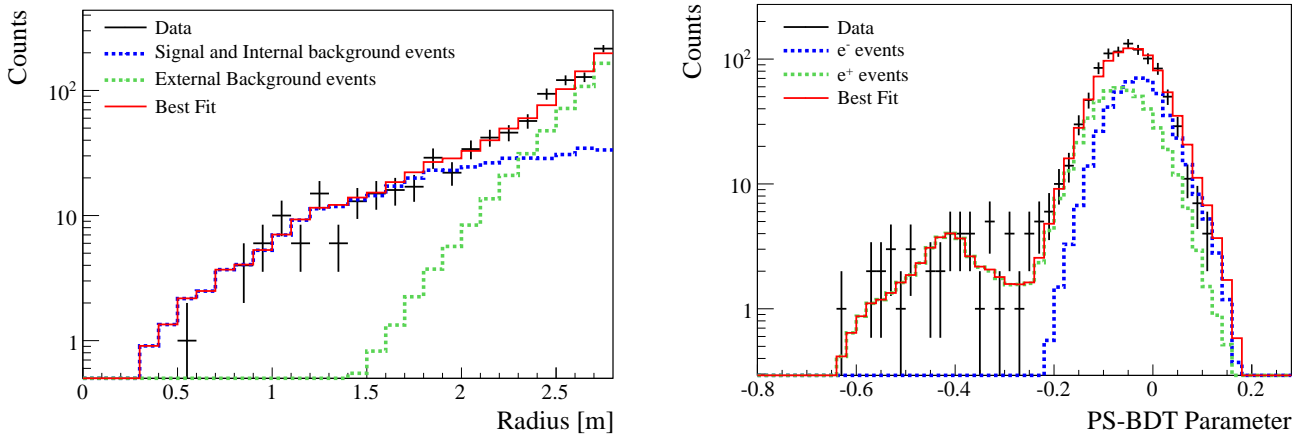 Counts
Data
Signal and Internal background events
External Background events
Best Fit
10²
10
1
0 0.5 1 1.5 2 2.5
Radius [m]
Counts
Data
e⁻ events
e⁺ events
Best Fit
10²
10
1
-0.8 -0.6 -0.4 -0.2 0 0.2
PS-BDT Parameter